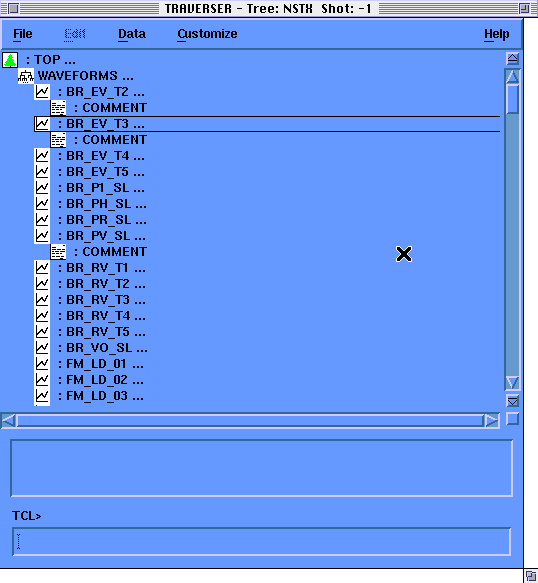 TRAVERSER - Tree: NSTX Shot: -1
File Edit Data Customize Help
: TOP ...
WAVEFORMS ...
: BR_EV_T2 ...
: COMMENT
: BR_EV_T3 ...
: COMMENT
: BR_EV_T4 ...
: BR_EV_T5 ...
: BR_P1_SL ...
: BR_PH_SL ...
: BR_PR_SL ...
: BR_PV_SL ...
: COMMENT
: BR_RV_T1 ...
: BR_RV_T2 ...
: BR_RV_T3 ...
: BR_RV_T4 ...
: BR_RV_T5 ...
: BR_VO_SL ...
: FM_LD_01 ...
: FM_LD_02 ...
: FM_LD_03 ...
TCL>